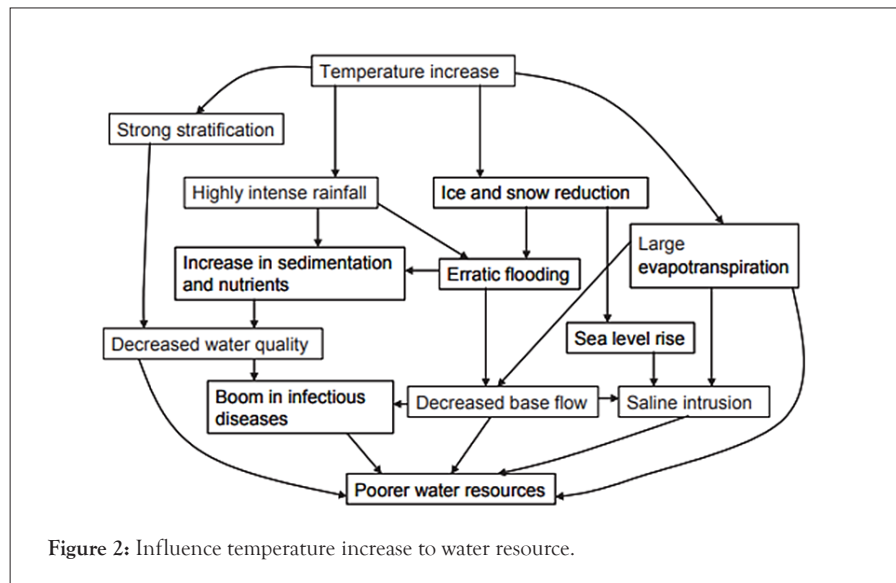 Temperature increase
Strong stratification
Highly intense rainfall
Ice and snow reduction
Large
evapotranspiration
Increase in sedimentation
and nutrients
Erratic flooding
Decreased water quality
Sea level rise
Boom in infectious
diseases
Decreased base flow
Saline intrusion
Poorer water resources
Figure 2: Influence temperature increase to water resource.